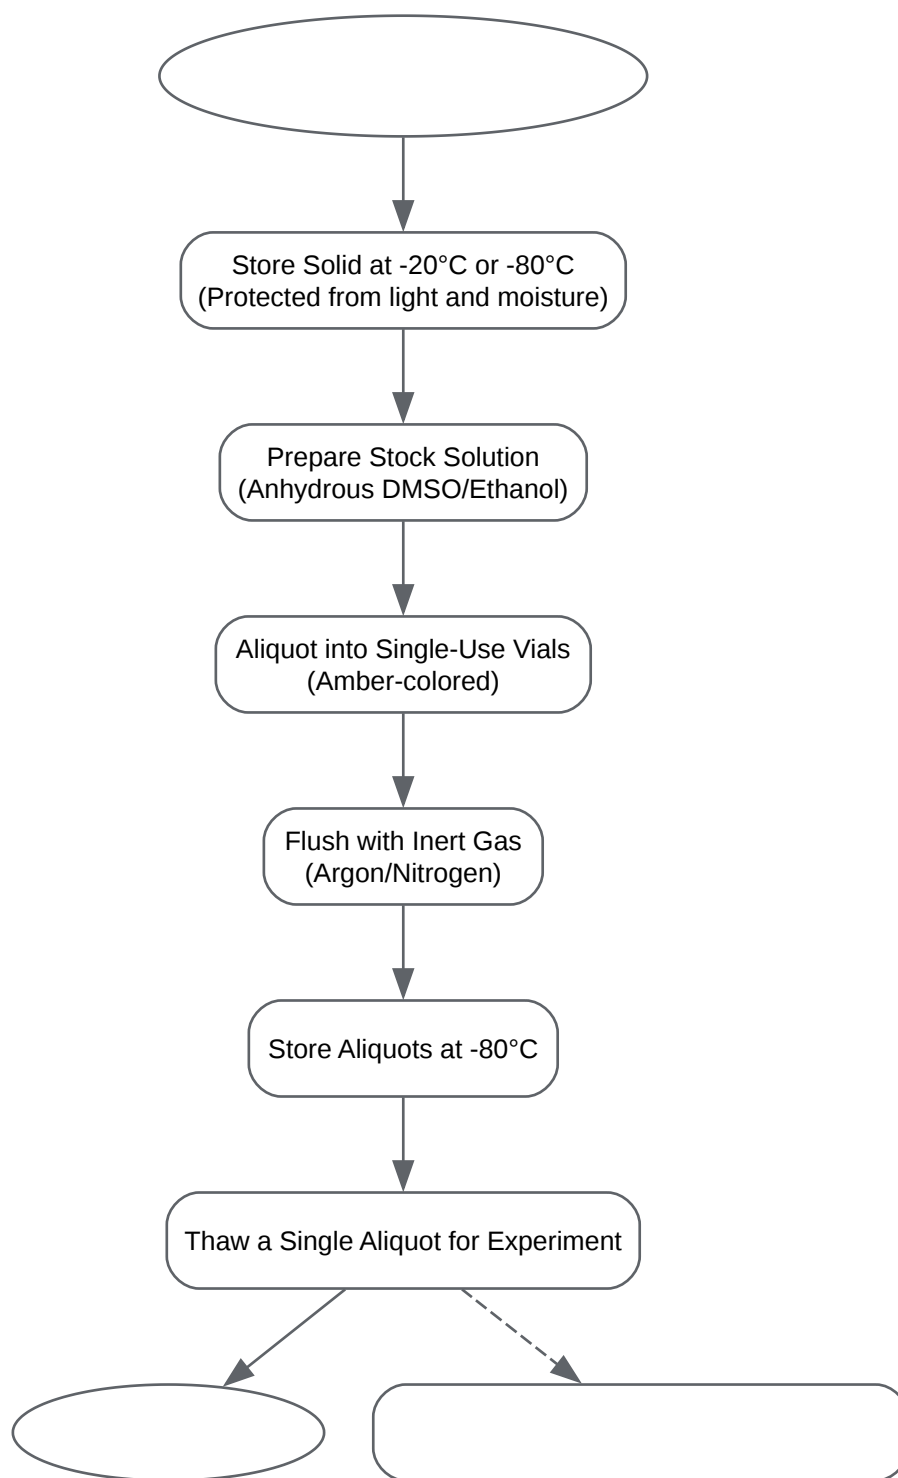 Store Solid at -20°C or -80°C
(Protected from light and moisture)
Prepare Stock Solution
(Anhydrous DMSO/Ethanol)
Aliquot into Single-Use Vials
(Amber-colored)
Flush with Inert Gas
(Argon/Nitrogen)
Store Aliquots at -80°C
Thaw a Single Aliquot for Experiment